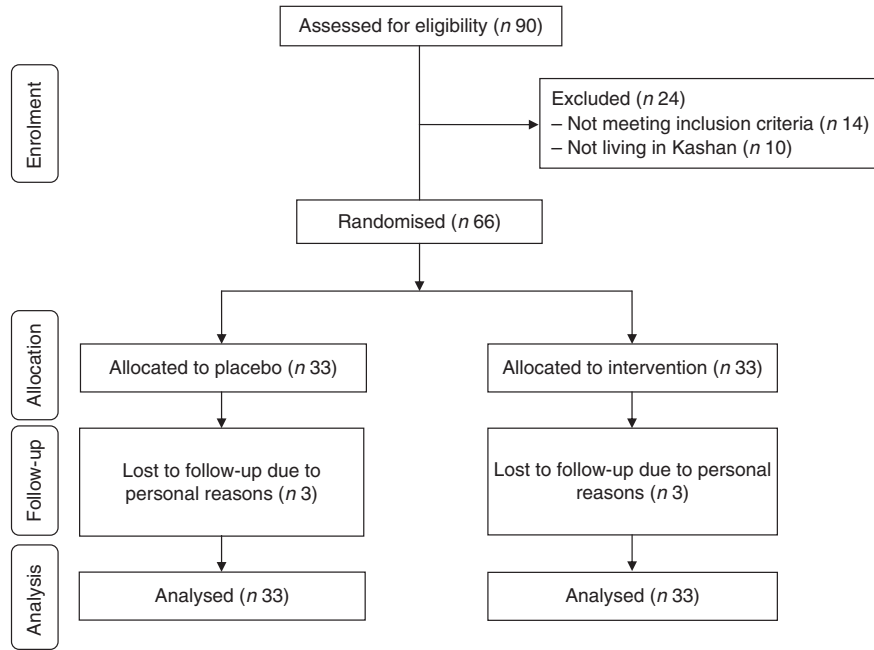 Assessed for eligibility (n 90)
Enrolment
Excluded (n 24)
– Not meeting inclusion criteria (n 14)
– Not living in Kashan (n 10)
Randomised (n 66)
Allocation
Allocated to placebo (n 33)
Allocated to intervention (n 33)
Follow-up
Lost to follow-up due to
personal reasons (n 3)
Lost to follow-up due to personal
reasons (n 3)
Analysis
Analysed (n 33)
Analysed (n 33)